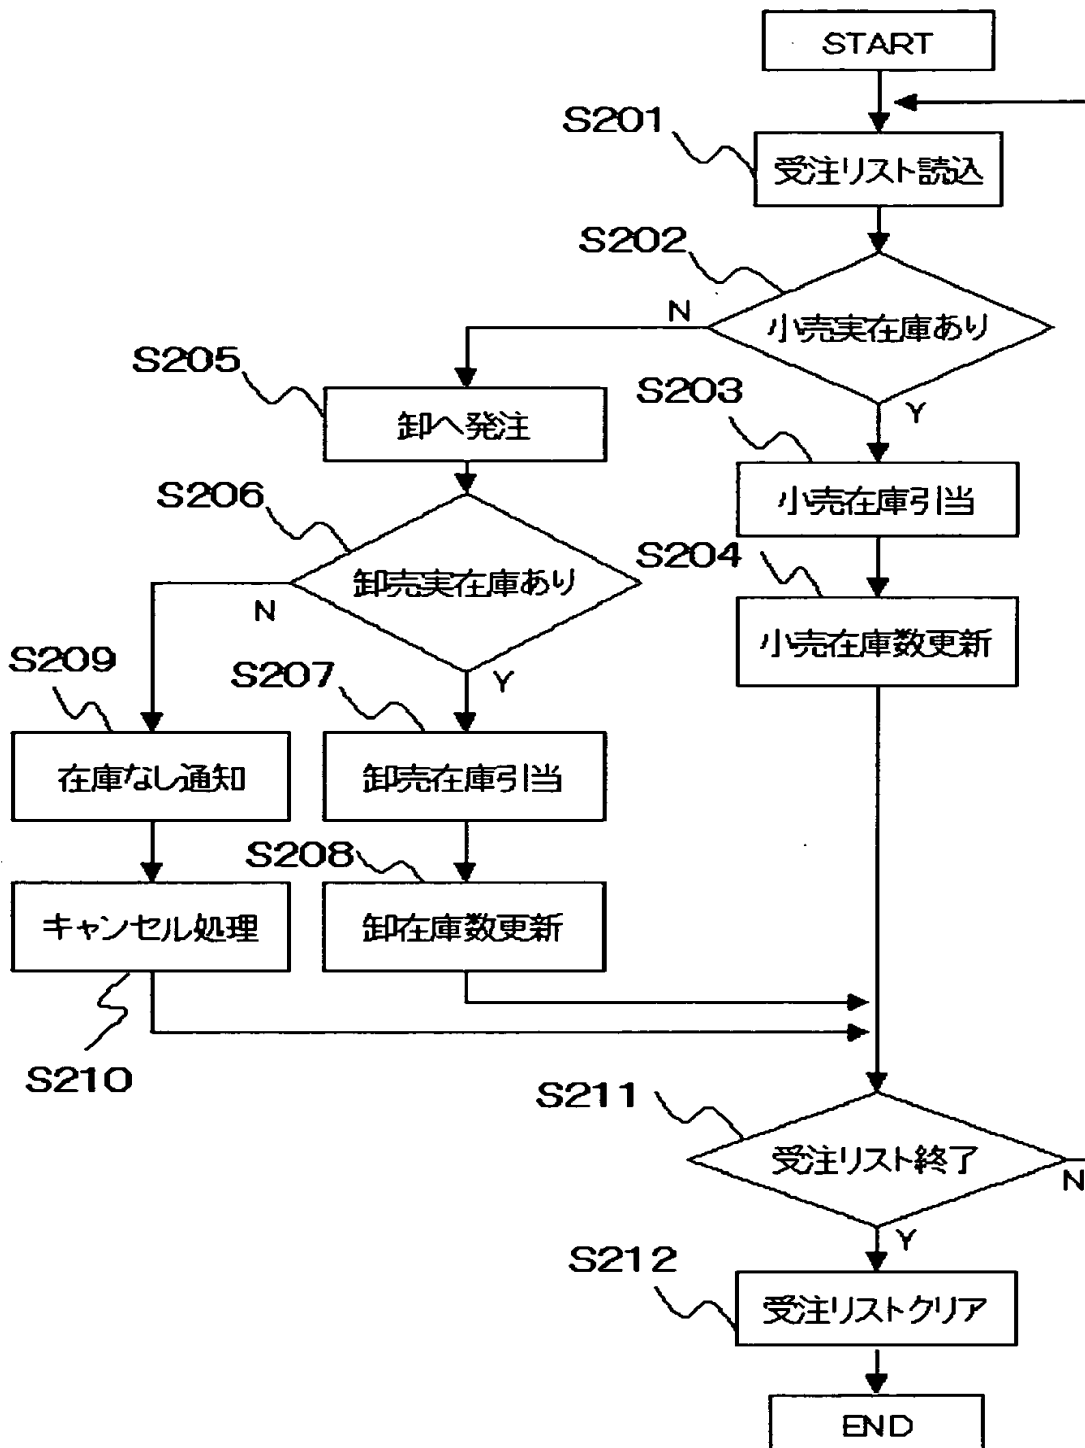 START
S201
受注リスト読込
S202
小売実在庫あり
N
Y
S205
卸へ発注
S203
小売在庫引当
S206
卸売実在庫あり
N
Y
S204
小売在庫数更新
S209
在庫なし通知
S207
卸売在庫引当
S208
キャンセル処理
卸在庫数更新
S210
S211
受注リスト終了
N
Y
S212
受注リストクリア
END